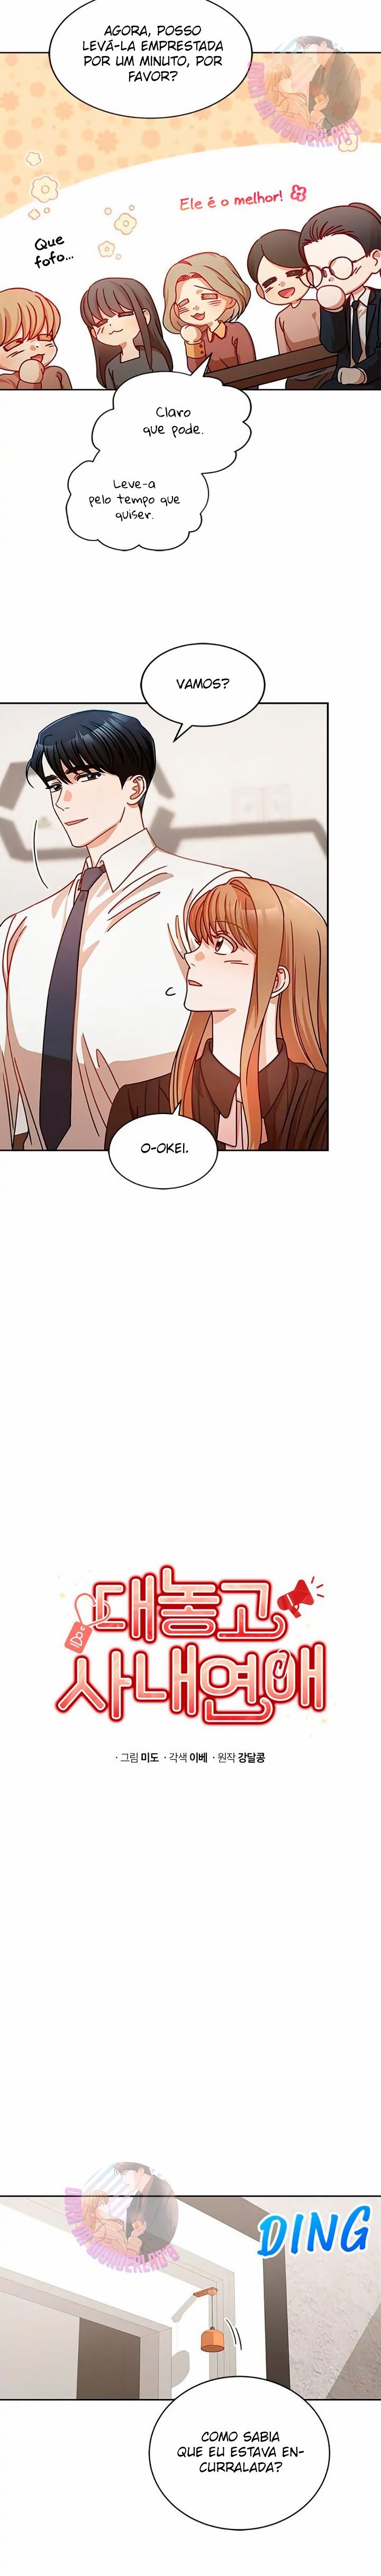 AGORA, POSSO
LEVÁ-LA EMPRESTADA
POR UM MINUTO, POR
FAVOR?
Ele é o melhor!
Que
fofo...
Claro
que pode.
Leve-a
pelo tempo que
quiser.
VAMOS?
O-OKEI.
대놓고
사내연애
· 그림 미도 · 각색 이베 · 원작 강달콩
DING
COMO SABIA
QUE EU ESTAVA EN-
CURRALADA?